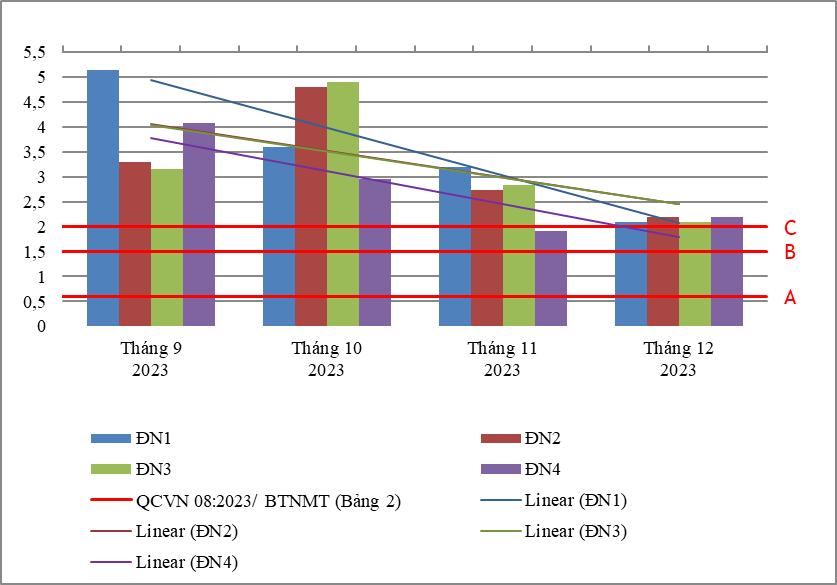 5,5
5
4,5
4
3,5
3
2,5
2
1,5
1
0,5
0
C
B
A
Tháng 9
2023
Tháng 10
2023
Tháng 11
2023
Tháng 12
2023
ĐN1
ĐN2
ĐN3
ĐN4
QCVN 08:2023/ BTNMT (Bảng 2)
Linear (ĐN1)
Linear (ĐN2)
Linear (ĐN3)
Linear (ĐN4)